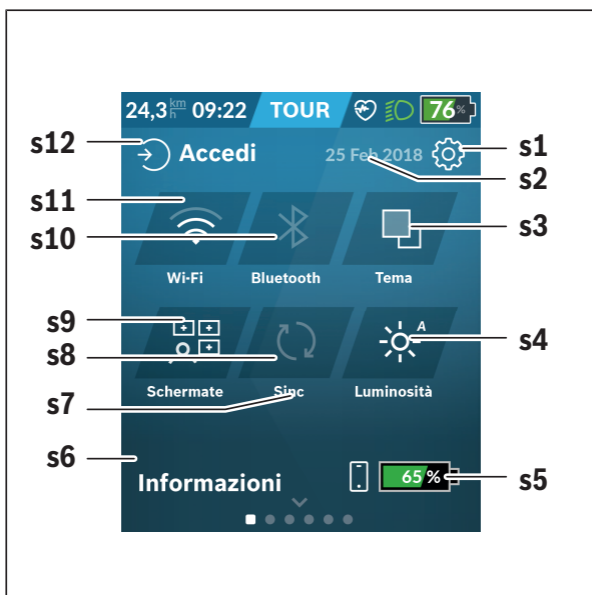 24,3 km/h 09:22 TOUR 76%
s12 Accedi 25 Feb 2018 s1
s2
s11
s10 s3
Wi-Fi Bluetooth Tema
s9 A s4
s8
Schermate Sinc Luminosità
s7
s6
Informazioni 65% s5